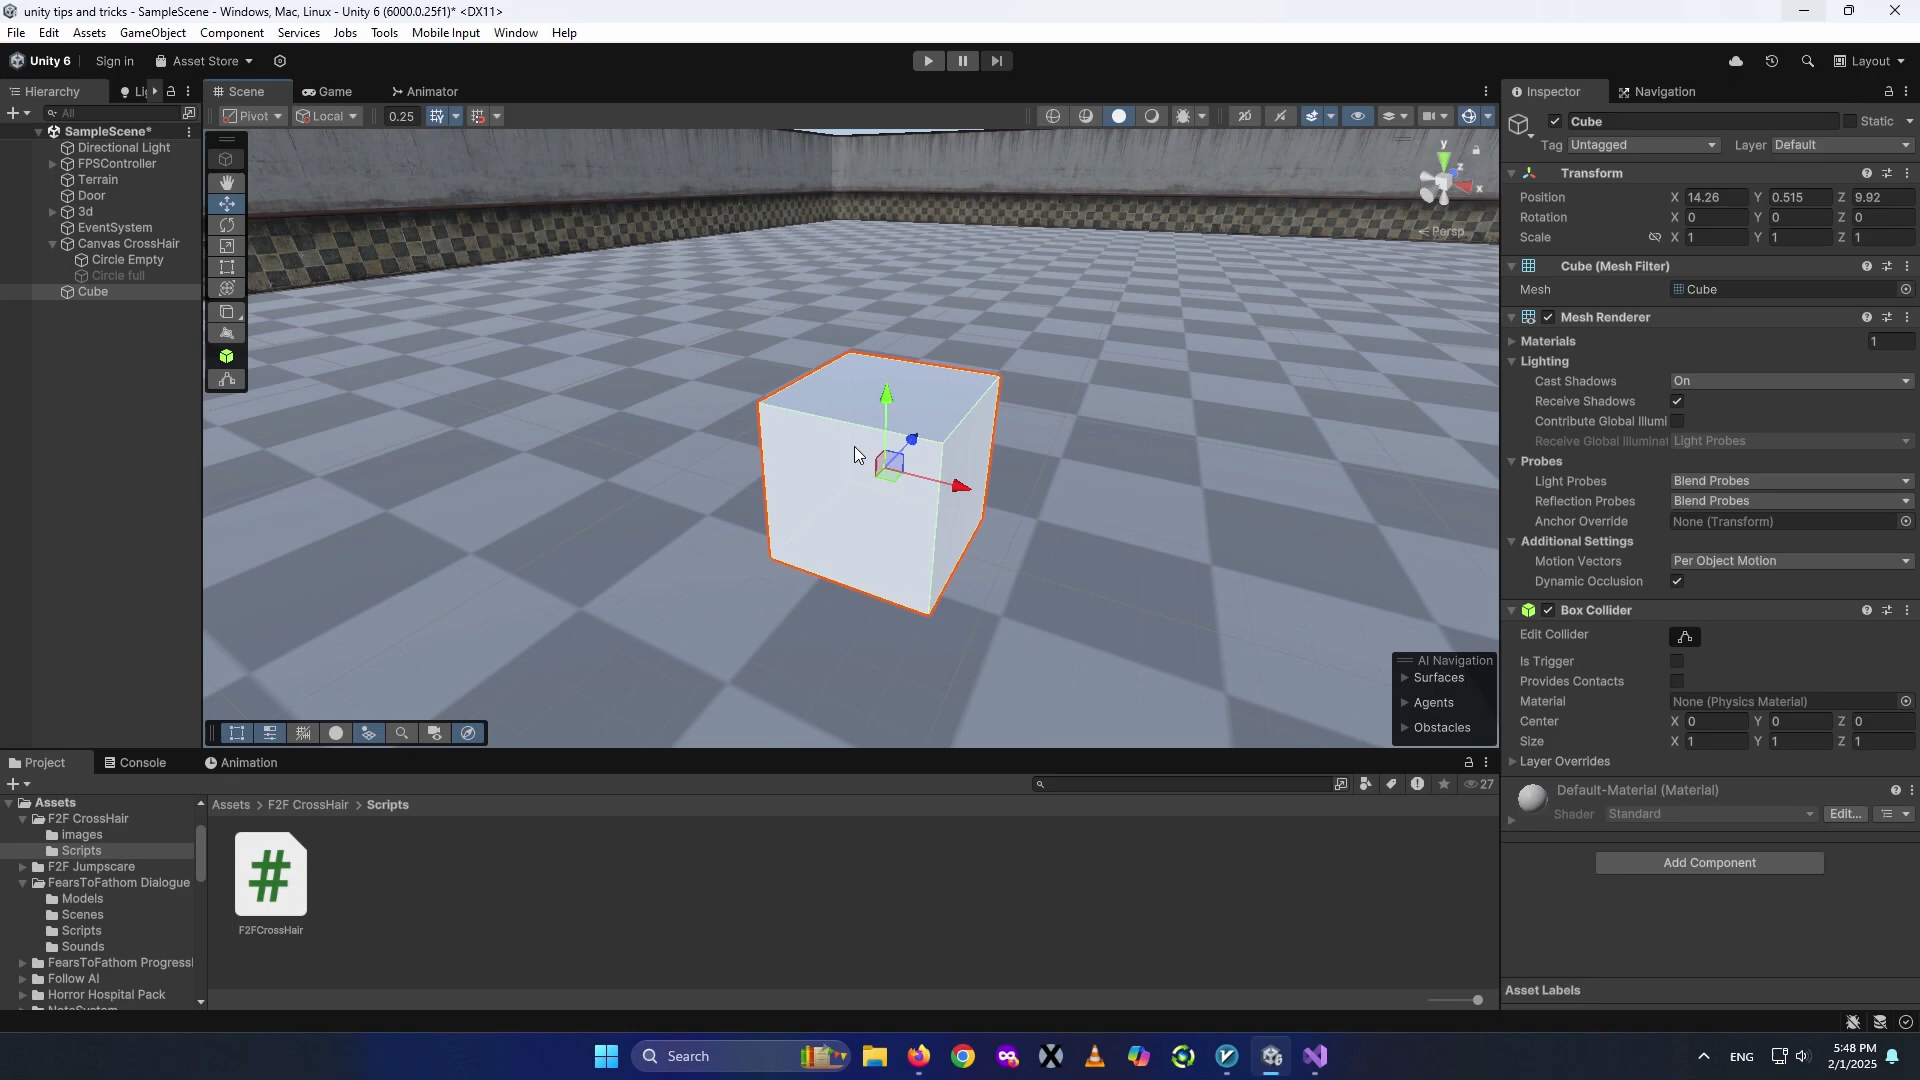 unity tips and tricks - SampleScene - Windows, Mac, Linux - Unity 6 (6000.0.25f1)* <DX11>
File Edit Assets GameObject Component Services Jobs Tools Mobile Input Window Help
Unity 6 Sign in Asset Store Layout
Hierarchy Scene Game Animator Inspector Navigation
All Pivot Local 0.25 2D Cube Static
SampleScene*
Tag Untagged Layer Default
Directional Light
FPSController
Terrain
Door
3d
EventSystem
Canvas CrossHair
Circle Empty
Circle full
Cube
y
z
x
Persp
Transform
Position X 14.26 Y 0.515 Z 9.92
Rotation X 0 Y 0 Z 0
Scale X 1 Y 1 Z 1
Cube (Mesh Filter)
Mesh Cube
Mesh Renderer
Materials 1
Lighting
Cast Shadows On
Receive Shadows
Contribute Global Illumi
Receive Global Illuminat Light Probes
Probes
Light Probes Blend Probes
Reflection Probes Blend Probes
Anchor Override None (Transform)
Additional Settings
Motion Vectors Per Object Motion
Dynamic Occlusion
Box Collider
Edit Collider
Is Trigger
Provides Contacts
Material None (Physics Material)
Center X 0 Y 0 Z 0
Size X 1 Y 1 Z 1
Layer Overrides
Default-Material (Material)
Shader Standard Edit...
Add Component
Asset Labels
AI Navigation
Surfaces
Agents
Obstacles
Project Console Animation
27
Assets
F2F CrossHair
images
Scripts
F2F Jumpscare
FearsToFathom Dialogue
Models
Scenes
Scripts
Sounds
FearsToFathom Progressi
Follow AI
Horror Hospital Pack
Assets > F2F CrossHair > Scripts
#
F2FCrossHair
Search
ENG
5:48 PM
2/1/2025